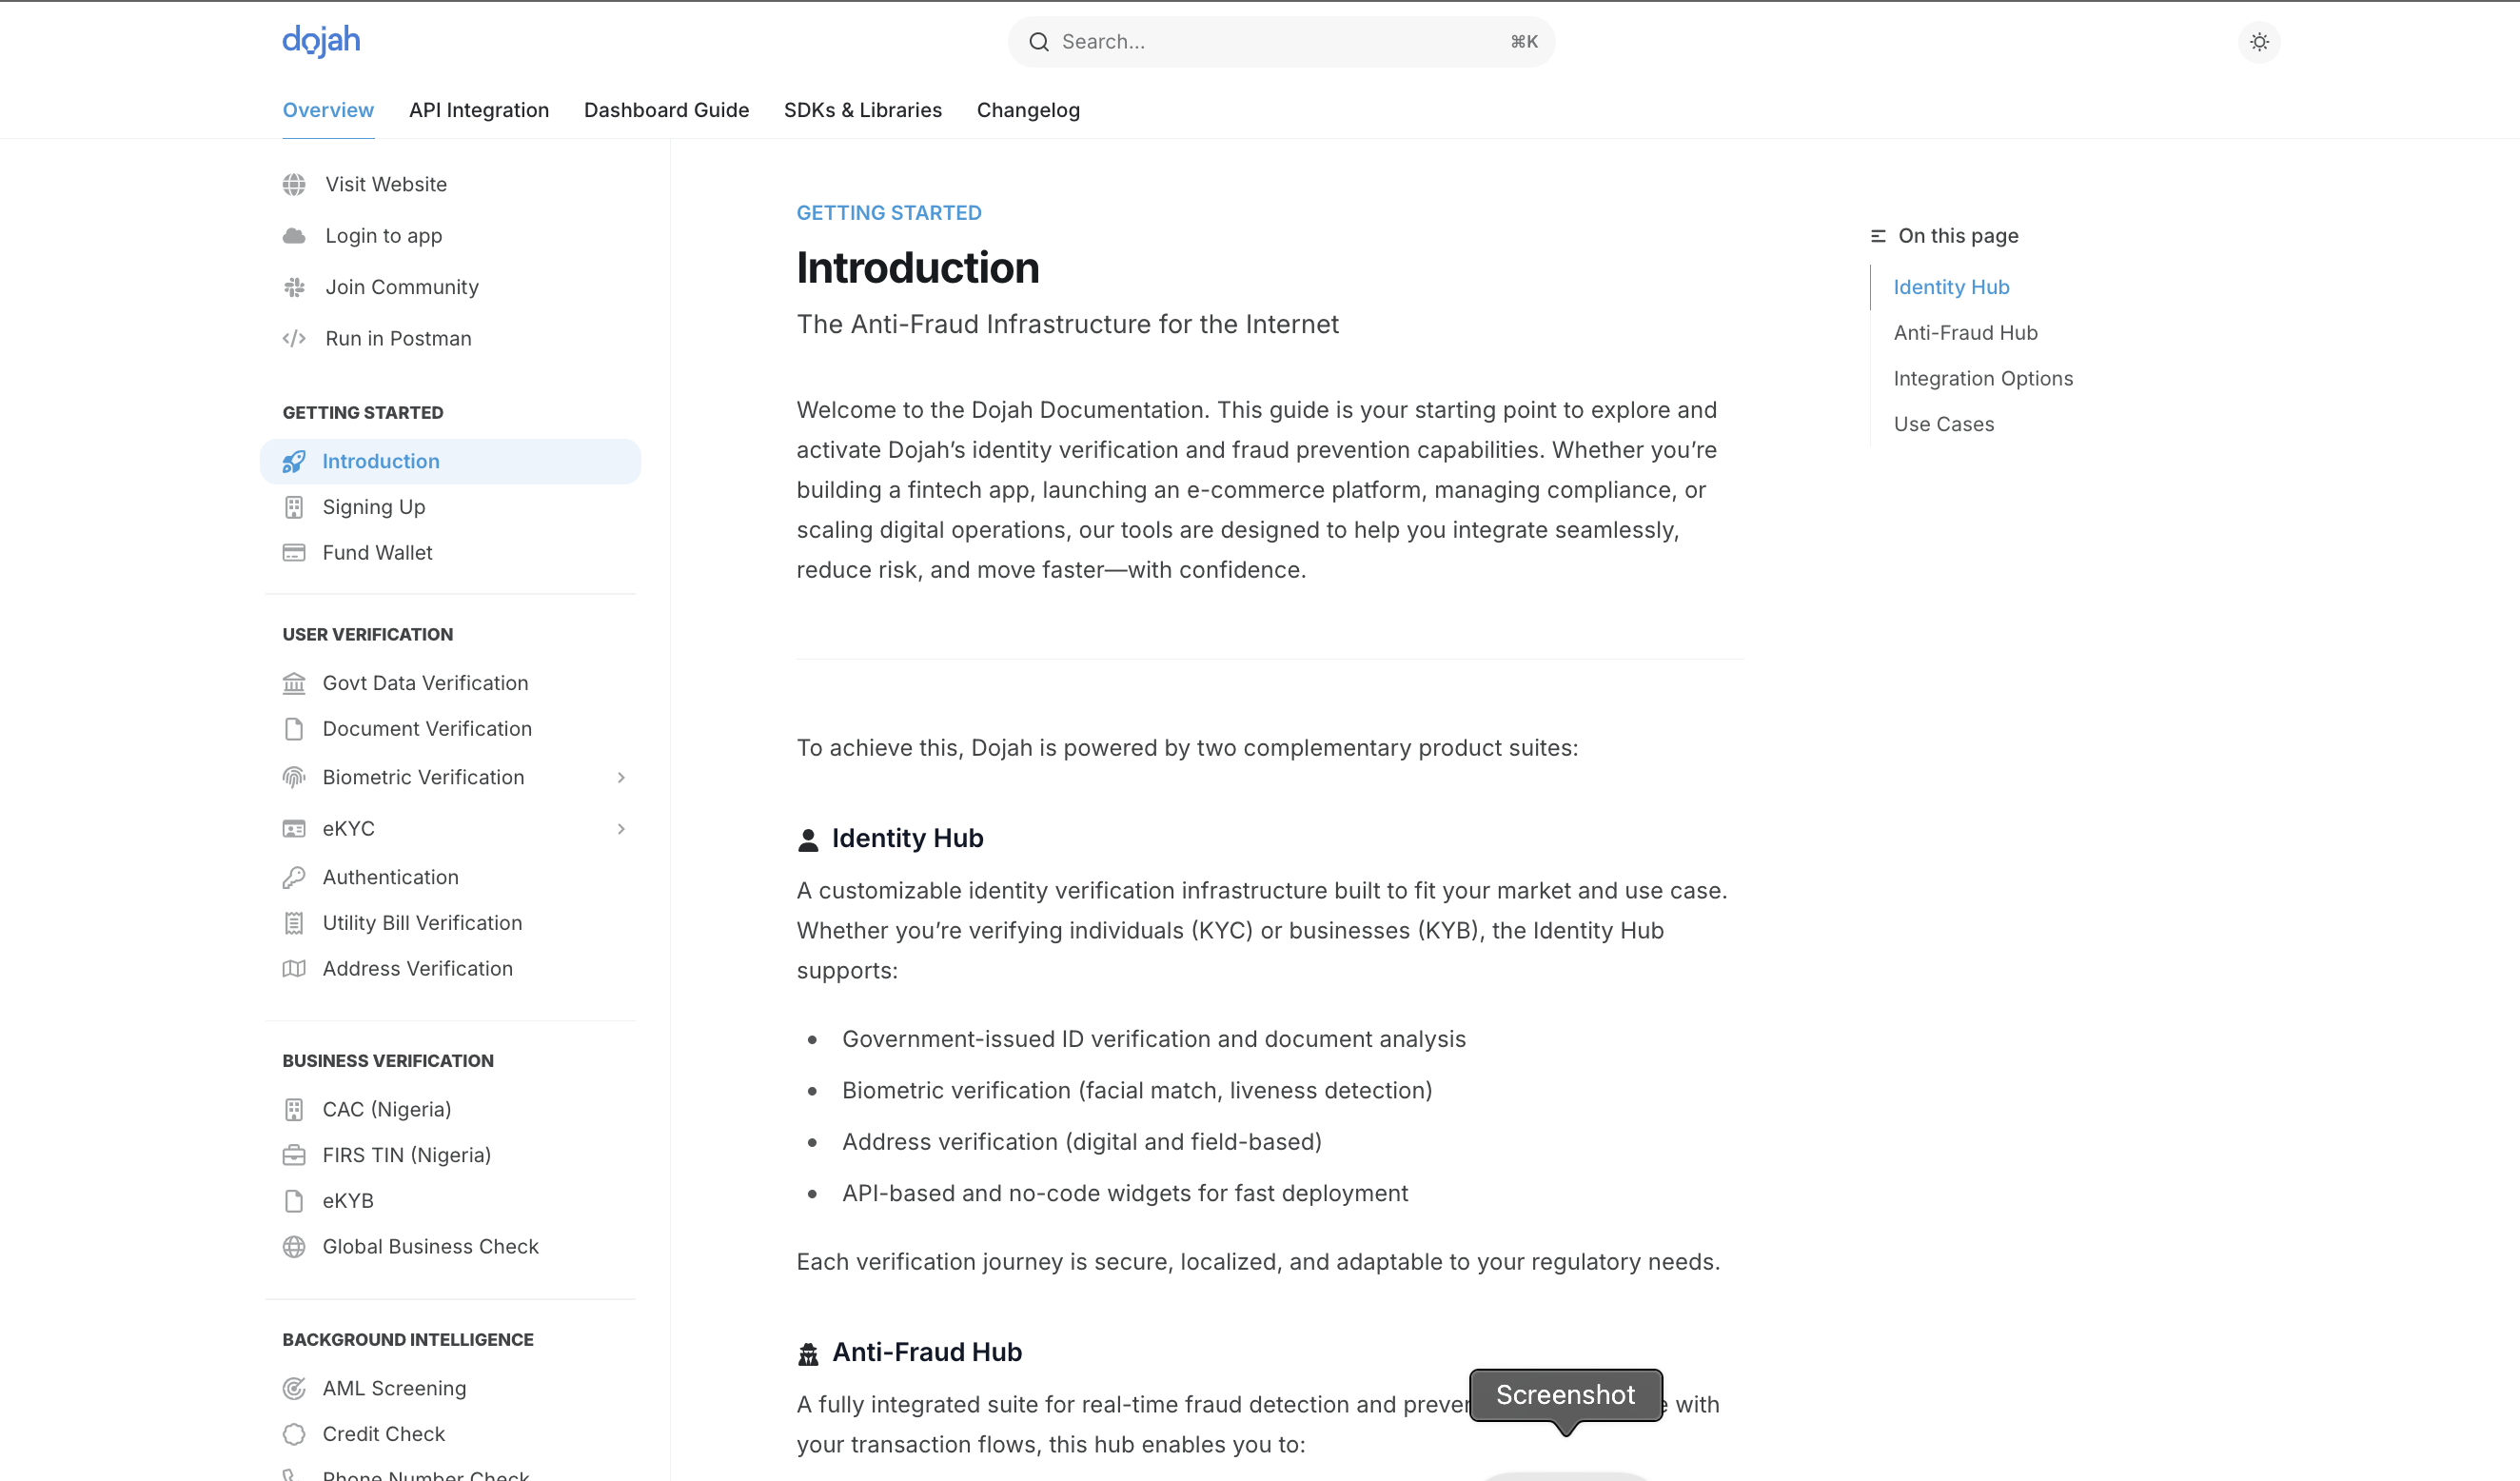 dojah
Search...
⌘K
Overview
API Integration
Dashboard Guide
SDKs & Libraries
Changelog
Visit Website
Login to app
Join Community
Run in Postman
GETTING STARTED
Introduction
Signing Up
Fund Wallet
USER VERIFICATION
Govt Data Verification
Document Verification
Biometric Verification
eKYC
Authentication
Utility Bill Verification
Address Verification
BUSINESS VERIFICATION
CAC (Nigeria)
FIRS TIN (Nigeria)
eKYB
Global Business Check
BACKGROUND INTELLIGENCE
AML Screening
Credit Check
Phone Number Check
GETTING STARTED
Introduction
The Anti-Fraud Infrastructure for the Internet
Welcome to the Dojah Documentation. This guide is your starting point to explore and
activate Dojah’s identity verification and fraud prevention capabilities. Whether you’re
building a fintech app, launching an e-commerce platform, managing compliance, or
scaling digital operations, our tools are designed to help you integrate seamlessly,
reduce risk, and move faster—with confidence.
To achieve this, Dojah is powered by two complementary product suites:
Identity Hub
A customizable identity verification infrastructure built to fit your market and use case.
Whether you’re verifying individuals (KYC) or businesses (KYB), the Identity Hub
supports:
Government-issued ID verification and document analysis
Biometric verification (facial match, liveness detection)
Address verification (digital and field-based)
API-based and no-code widgets for fast deployment
Each verification journey is secure, localized, and adaptable to your regulatory needs.
Anti-Fraud Hub
A fully integrated suite for real-time fraud detection and with
your transaction flows, this hub enables you to:
Screenshot
On this page
Identity Hub
Anti-Fraud Hub
Integration Options
Use Cases